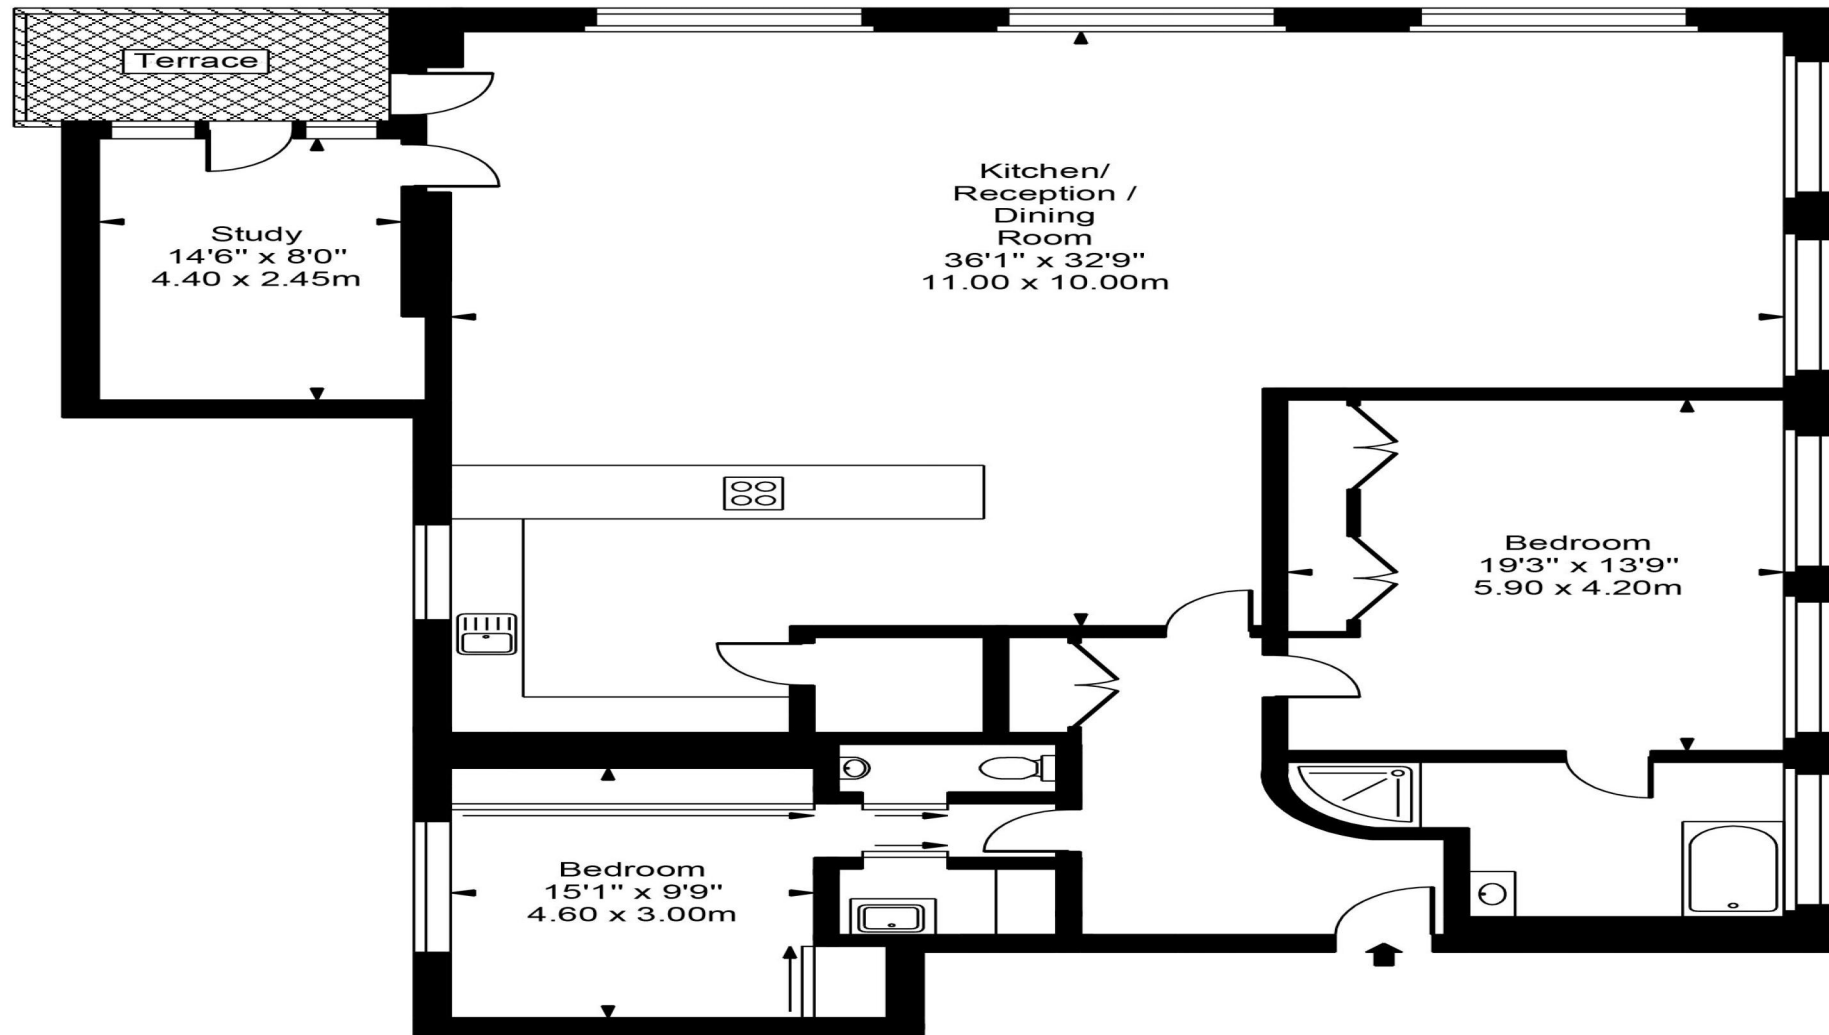 Terrace
Kitchen/
Reception /
Dining
Room
36'1" x 32'9"
11.00 x 10.00m
Study
14'6" x 8'0"
4.40 x 2.45m
Bedroom
19'3" x 13'9"
5.90 x 4.20m
Bedroom
15'1" x 9'9"
4.60 x 3.00m